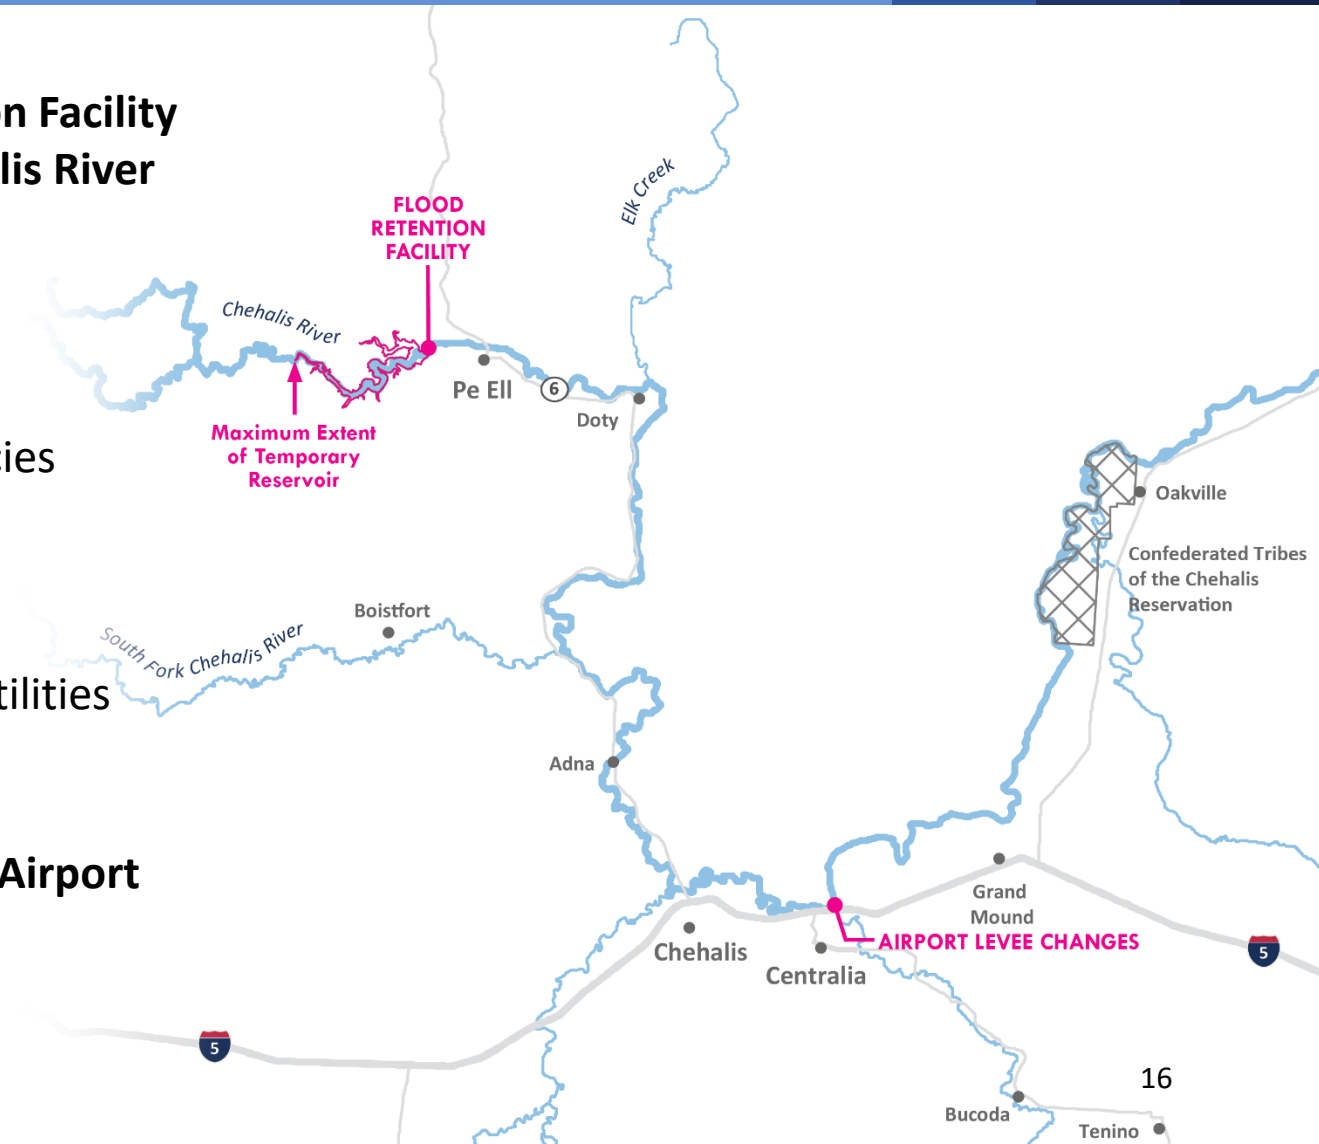 on Facility
lis River
Elk Creek
FLOOD
RETENTION
FACILITY
Chehalis River
Pe Ell
6
Doty
Maximum Extent
of Temporary
Reservoir
cies
Oakville
Confederated Tribes
of the Chehalis
Reservation
Boistfort
South Fork Chehalis River
tilities
Adna
Airport
Grand
Mound
AIRPORT LEVEE CHANGES
Chehalis
Centralia
5
5
16
Bucoda
Tenino